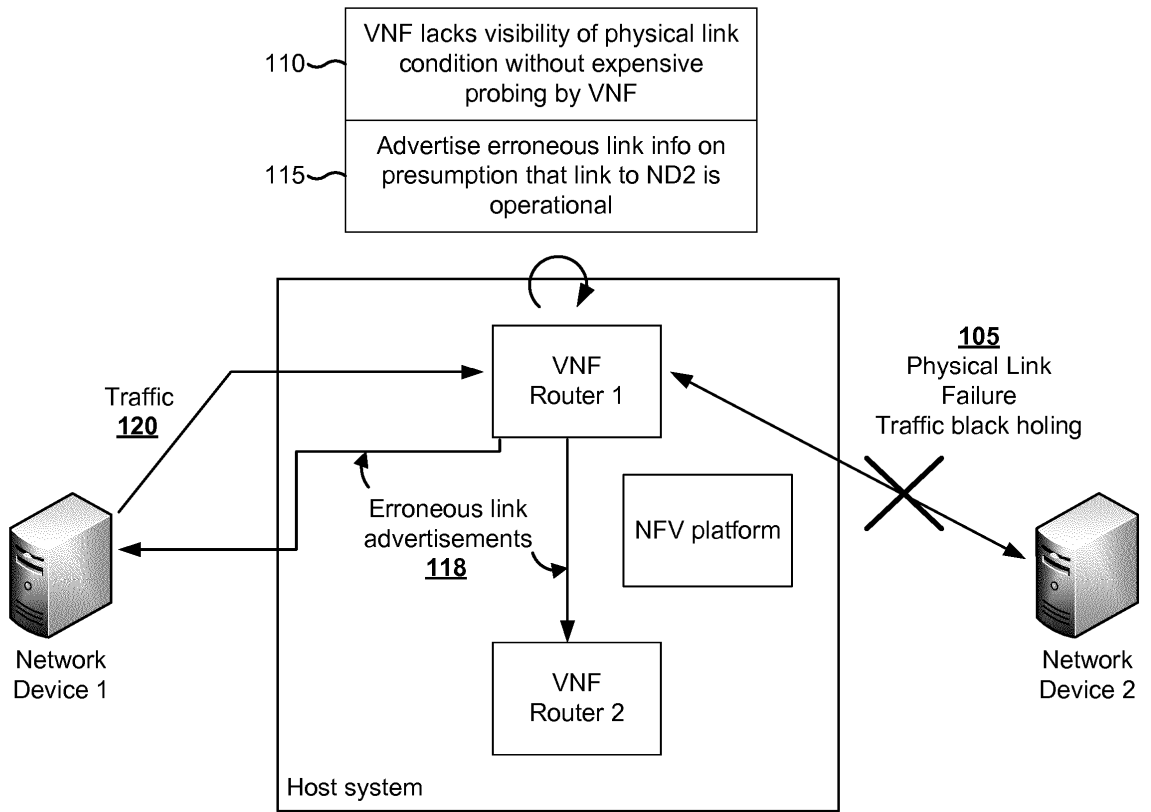 VNF lacks visibility of physical link
condition without expensive
probing by VNF
110
Advertise erroneous link info on
presumption that link to ND2 is
operational
115
VNF
Router 1
105
Physical Link
Failure
Traffic black holing
Traffic
120
Erroneous link
advertisements
118
NFV platform
Network
Device 1
VNF
Router 2
Network
Device 2
Host system